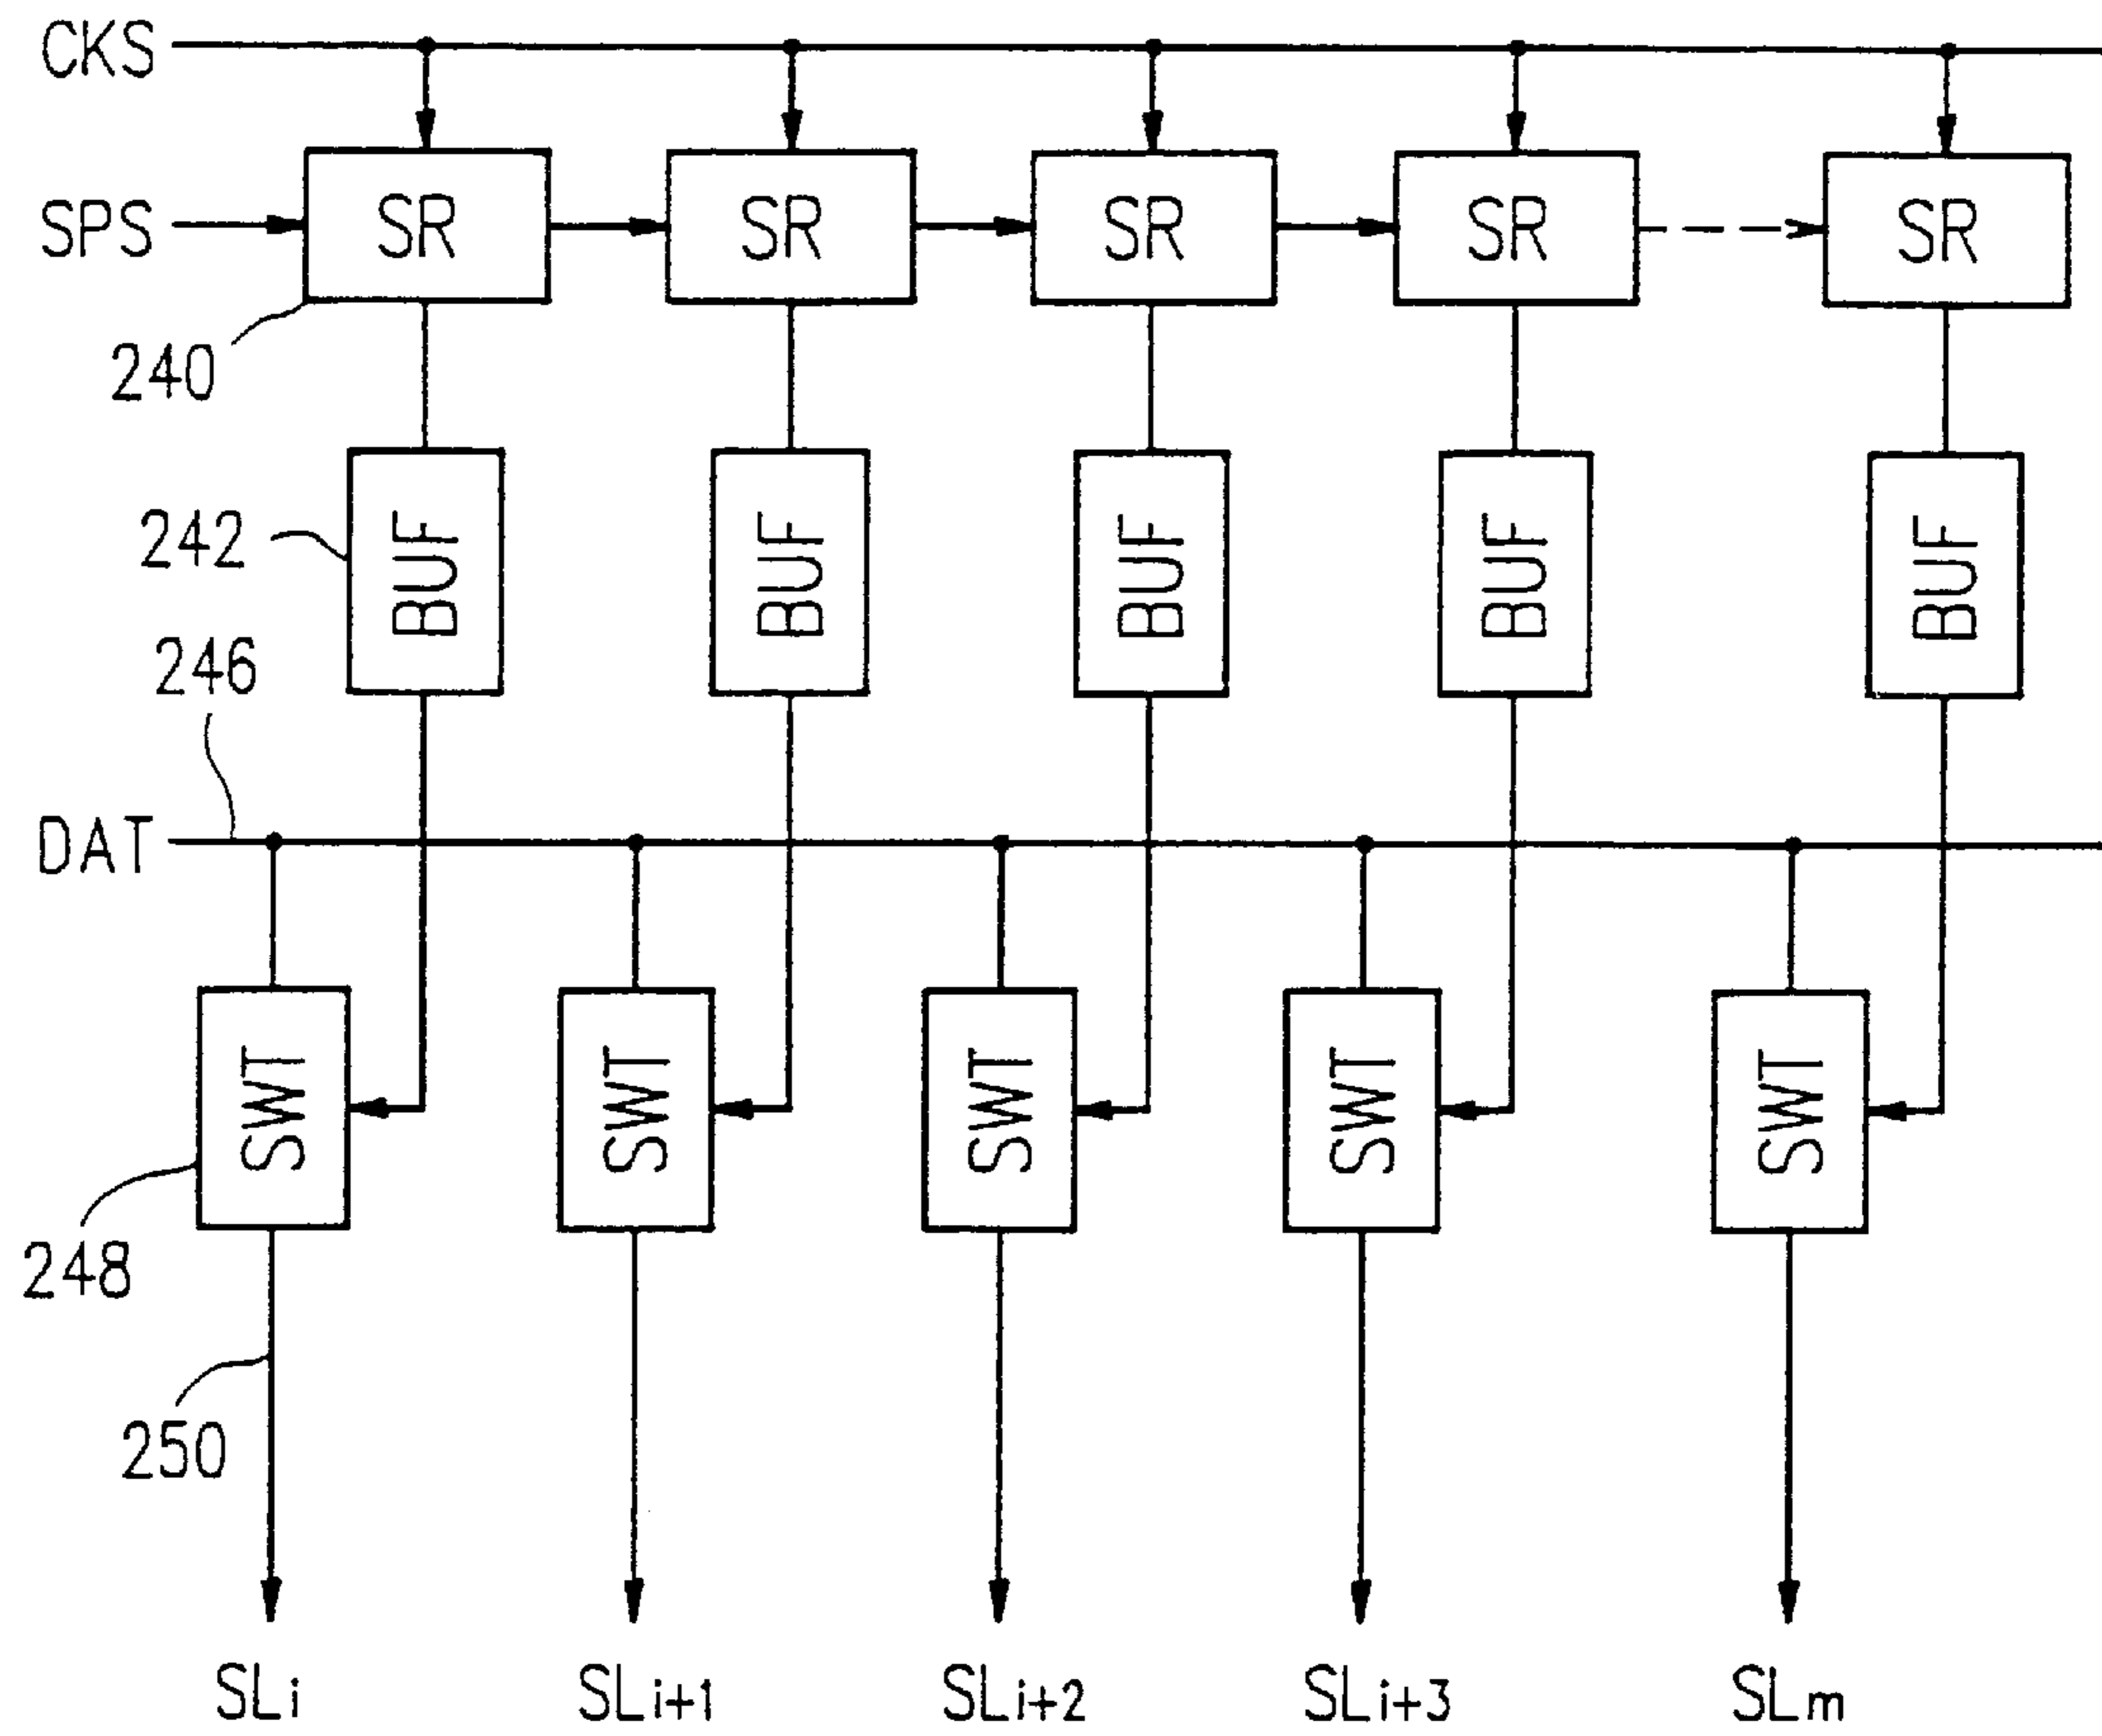 CKS
SPS SR SR SR SR SR
240
242 BUF BUF BUF BUF BUF
246
DAT
SWT SWT SWT SWT SWT
248
250
SLi SLi+1 SLi+2 SLi+3 SLm